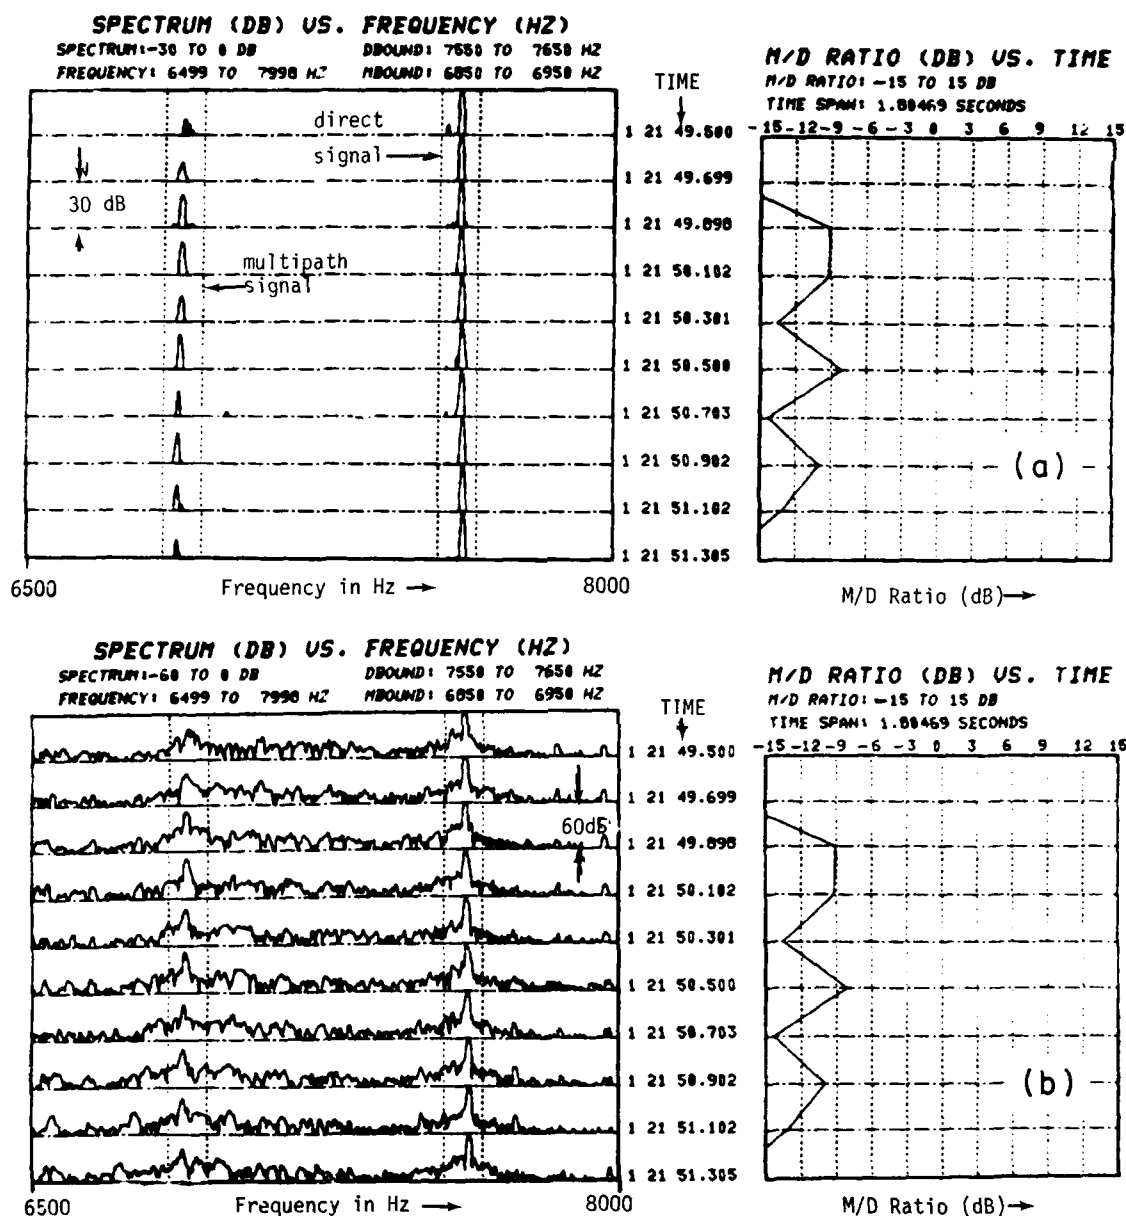 SPECTRUM (DB) VS. FREQUENCY (HZ)
SPECTRUM:-30 TO 0 DB DBOUND: 7550 TO 7650 HZ
FREQUENCY: 6499 TO 7998 HZ MBOUND: 6850 TO 6950 HZ
M/D RATIO (DB) VS. TIME
M/D RATIO: -15 TO 15 DB
TIME SPAN: 1.80469 SECONDS
TIME
-15 -12 -9 -6 -3 0 3 6 9 12 15
direct
signal
30 dB
multipath
signal
1 21 49.500
1 21 49.699
1 21 49.898
1 21 50.102
1 21 50.301
1 21 50.500
1 21 50.703
1 21 50.902
1 21 51.102
1 21 51.305
(a)
6500 Frequency in Hz 8000
M/D Ratio (dB)
SPECTRUM (DB) VS. FREQUENCY (HZ)
SPECTRUM:-60 TO 0 DB DBOUND: 7550 TO 7650 HZ
FREQUENCY: 6499 TO 7998 HZ MBOUND: 6850 TO 6950 HZ
M/D RATIO (DB) VS. TIME
M/D RATIO: -15 TO 15 DB
TIME SPAN: 1.80469 SECONDS
TIME
-15 -12 -9 -6 -3 0 3 6 9 12 15
60dB
1 21 49.500
1 21 49.699
1 21 49.898
1 21 50.102
1 21 50.301
1 21 50.500
1 21 50.703
1 21 50.902
1 21 51.102
1 21 51.305
(b)
6500 Frequency in Hz 8000
M/D Ratio (dB)